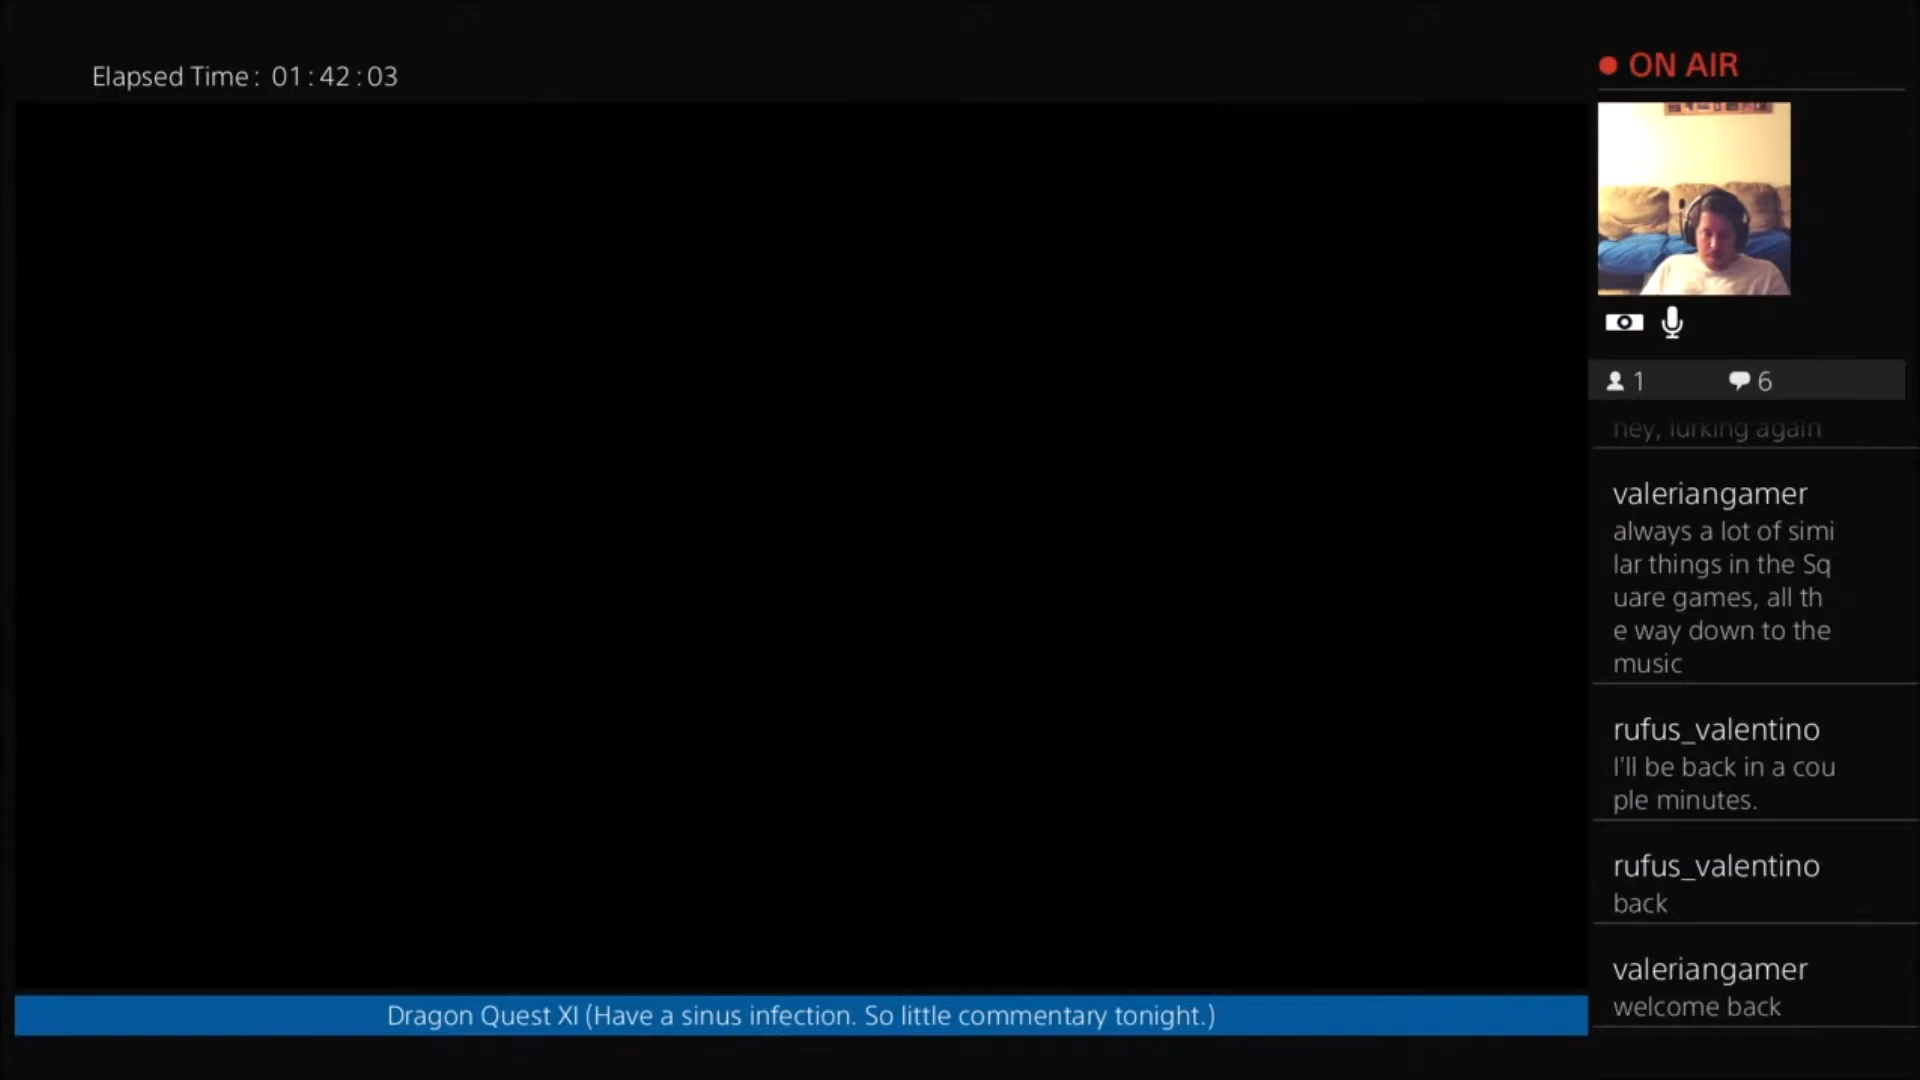 Elapsed Time: 01:42:03
ON AIR
1
6
hey, lurking again
valeriangamer
always a lot of simi
lar things in the Sq
uare games, all th
e way down to the
music
rufus_valentino
I'll be back in a cou
ple minutes.
rufus_valentino
back
valeriangamer
welcome back
Dragon Quest XI (Have a sinus infection. So little commentary tonight.)